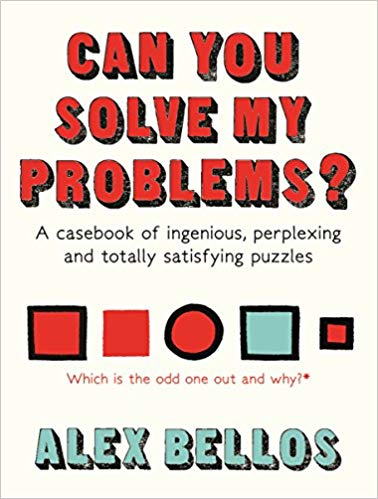 CAN YOU
SOLVE MY
PROBLEMS?
A casebook of ingenious, perplexing
and totally satisfying puzzles
Which is the odd one out and why?*
ALEX BELLOS